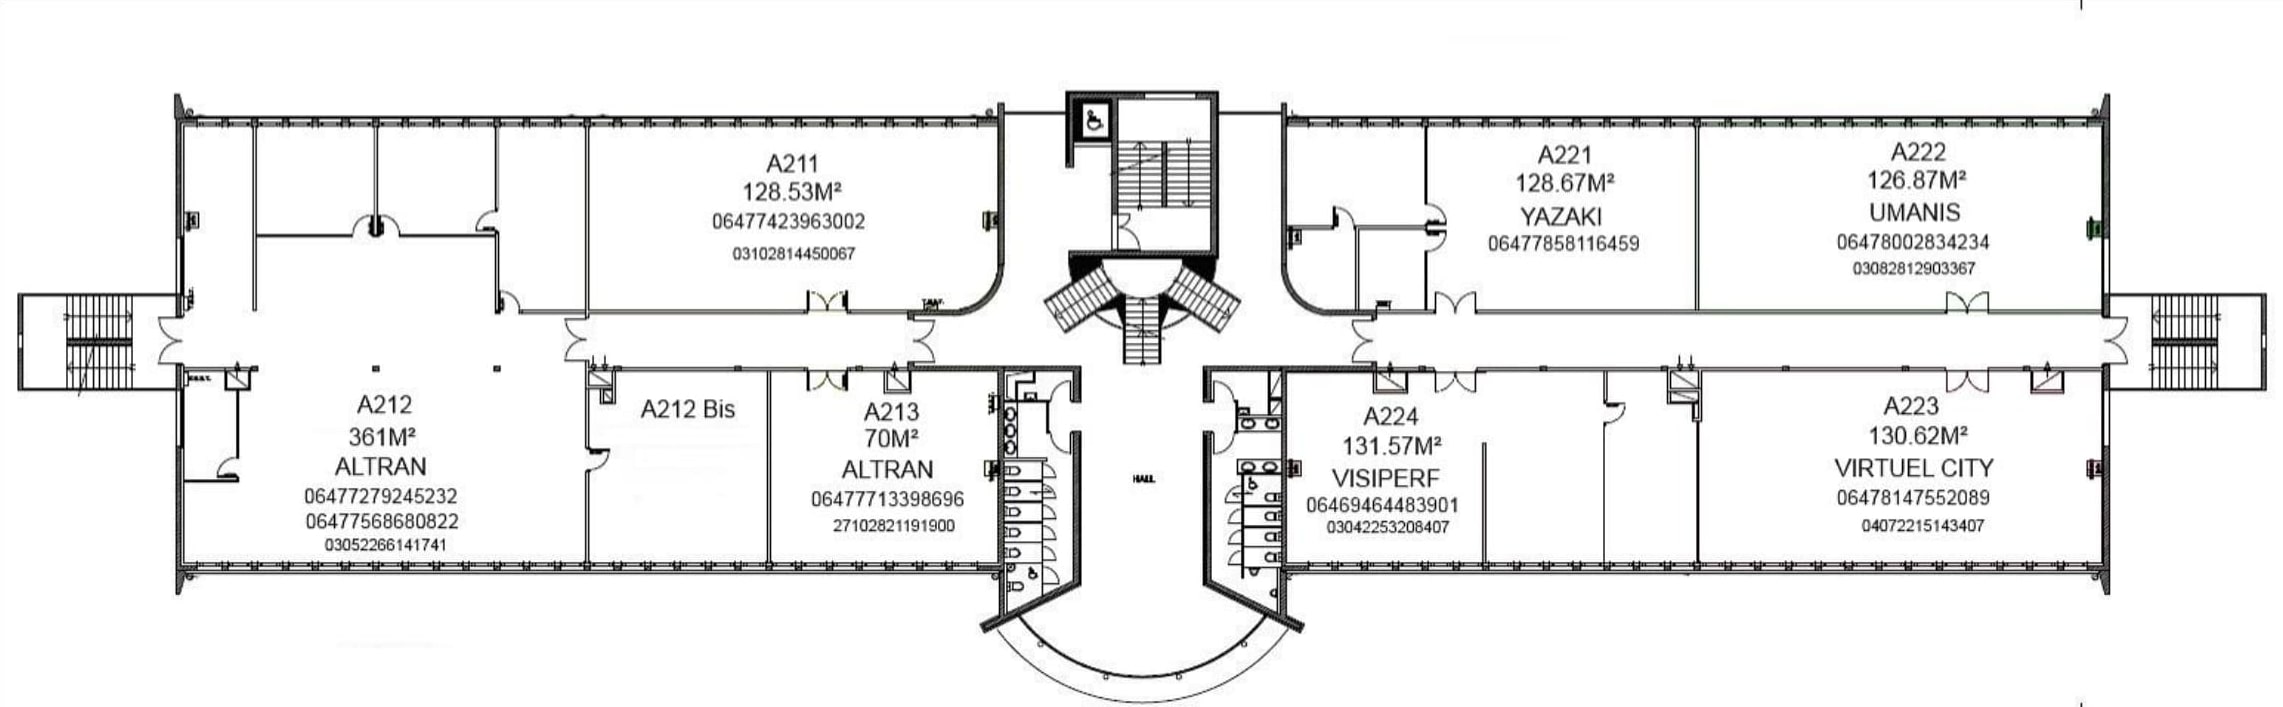 A211
128.53M²
06477423963002
03102814450067
A221
128.67M²
YAZAKI
06477858116459
A222
126.87M²
UMANIS
06478002834234
03082812903367
A212
361M²
ALTRAN
06477279245232
06477568680822
03052266141741
A212 Bis
A213
70M²
ALTRAN
06477713398696
27102821191900
HALL
A224
131.57M²
VISIPERF
06469464483901
03042253208407
A223
130.62M²
VIRTUEL CITY
06478147552089
04072215143407